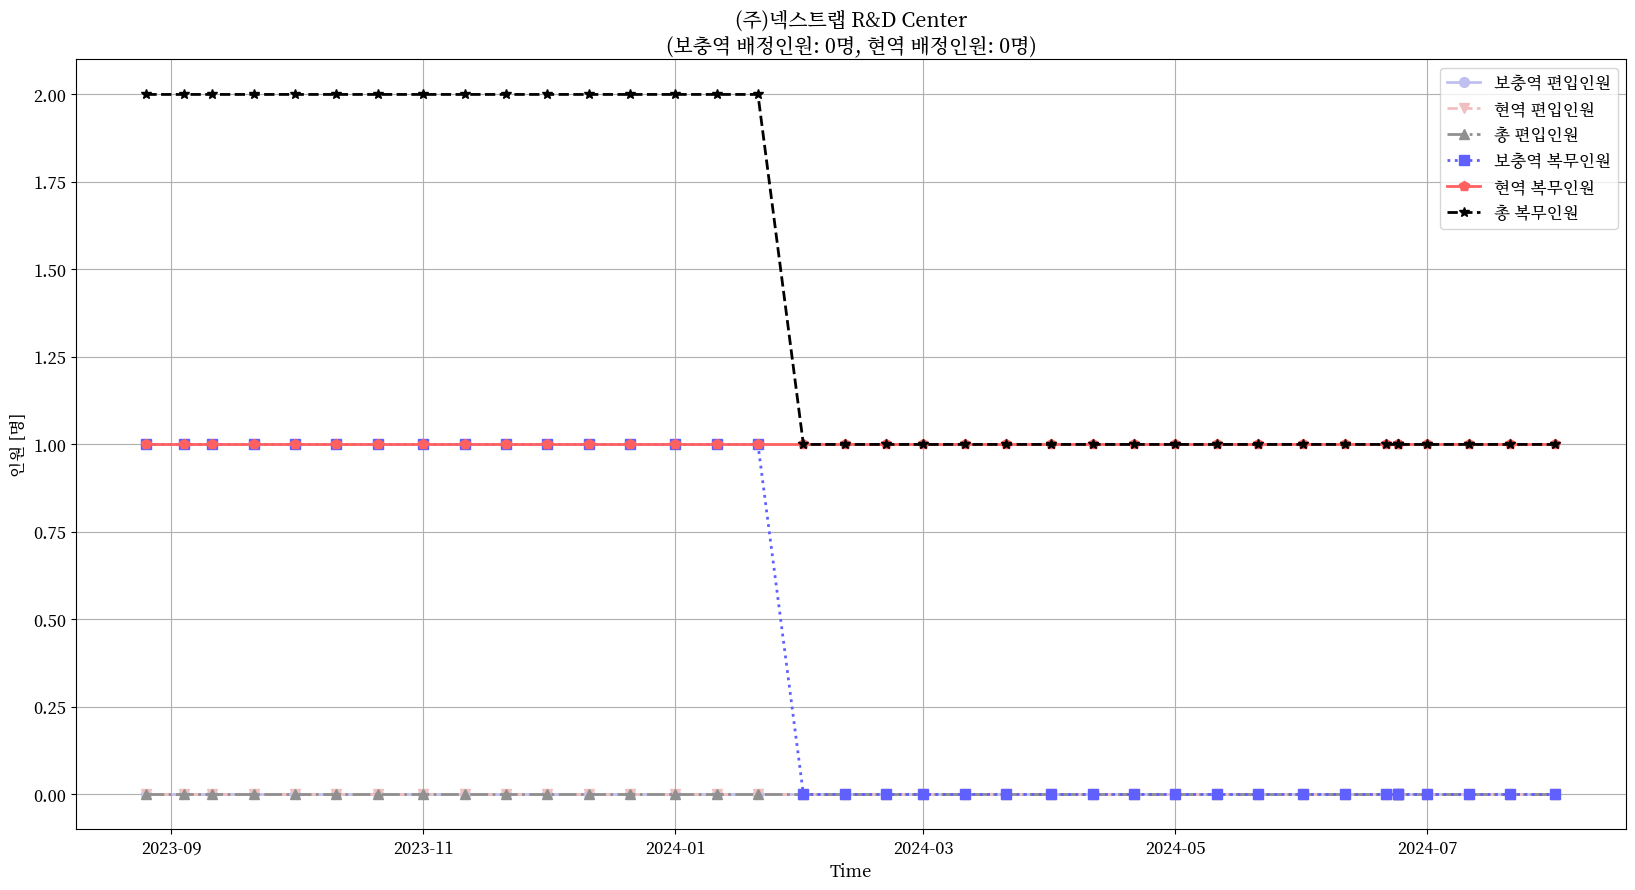 (주)넥스트랩 R&D Center
(보충역 배정인원: 0명, 현역 배정인원: 0명)
보충역 편입인원
현역 편입인원
총 편입인원
보충역 복무인원
현역 복무인원
총 복무인원
인원 [명]
2.00
1.75
1.50
1.25
1.00
0.75
0.50
0.25
0.00
2023-09
2023-11
2024-01
2024-03
2024-05
2024-07
Time